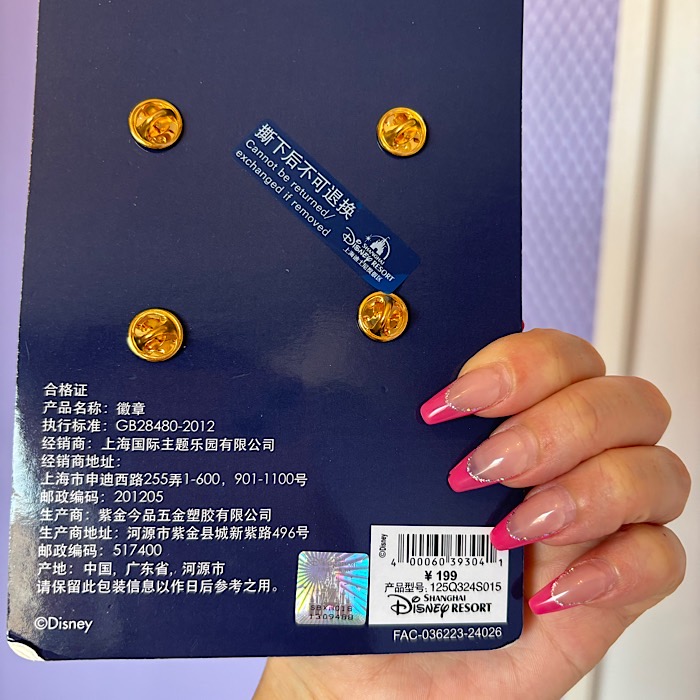 撕下后不可退换
Cannot be returned/
exchanged if removed
SHANGHAI
Disney RESORT
上海迪士尼度假区
合格证
产品名称：徽章
执行标准：GB28480-2012
经销商：上海国际主题乐园有限公司
经销商地址：
上海市申迪西路255弄1-600，901-1100号
邮政编码：201205
生产商：紫金今品五金塑胶有限公司
生产商地址：河源市紫金县城新紫路496号
邮政编码：517400
产地：中国，广东省，河源市
请保留此包装信息以作日后参考之用。
©Disney
©Disney
4 00060 39304 1
¥ 199
产品型号：125Q324S015
SHANGHAI
Disney RESORT
FAC-036223-24026